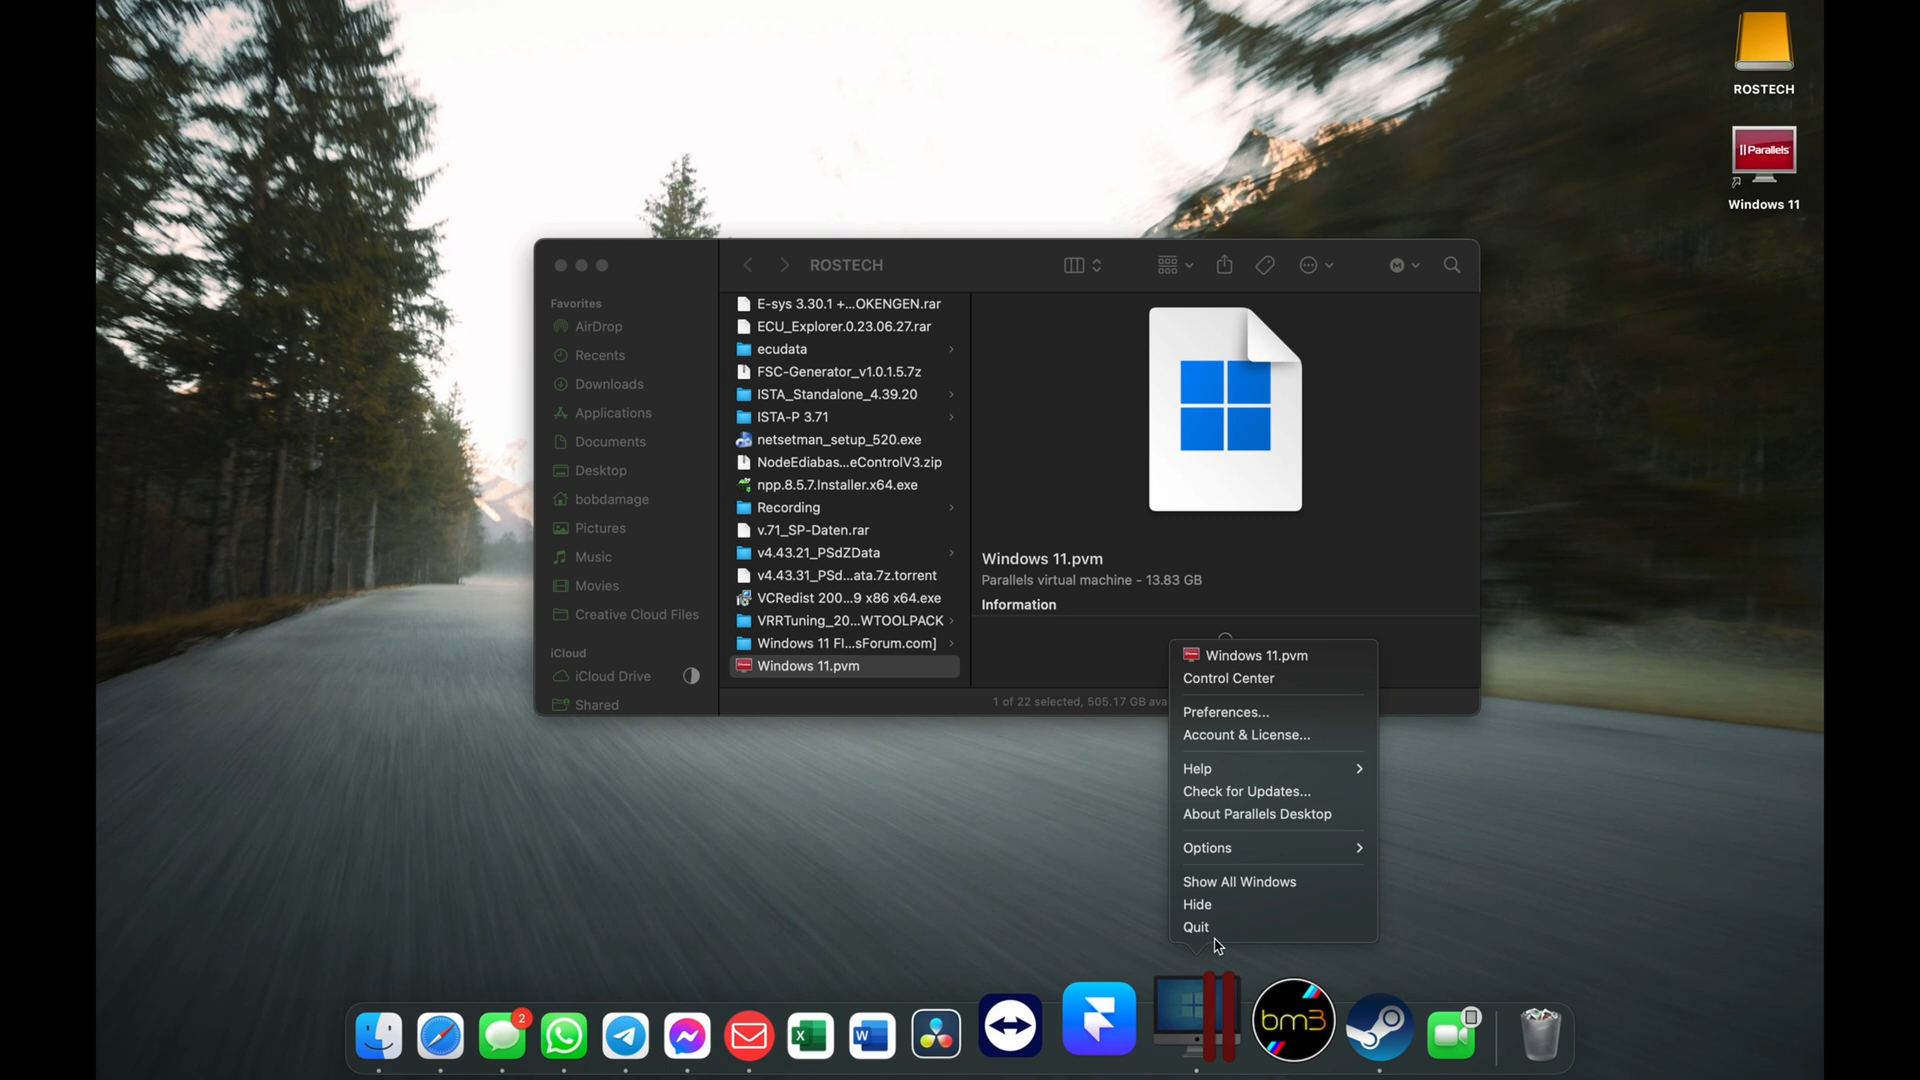 ROSTECH
Parallels
Windows 11
ROSTECH
M
Favorites
AirDrop
Recents
Downloads
Applications
Documents
Desktop
bobdamage
Pictures
Music
Movies
Creative Cloud Files
iCloud
iCloud Drive
Shared
E-sys 3.30.1 +...OKENGEN.rar
ECU_Explorer.0.23.06.27.rar
ecudata
FSC-Generator_v1.0.1.5.7z
ISTA_Standalone_4.39.20
ISTA-P 3.71
netsetman_setup_520.exe
NodeEdiabas...eControlV3.zip
npp.8.5.7.Installer.x64.exe
Recording
v.71_SP-Daten.rar
v4.43.21_PSdZData
v4.43.31_PSd...ata.7z.torrent
VCRedist 200...9 x86 x64.exe
VRRTuning_20...WTOOLPACK
Windows 11 FI...sForum.com]
Windows 11.pvm
Windows 11.pvm
Parallels virtual machine - 13.83 GB
Information
1 of 22 selected, 505.17 GB ava
Windows 11.pvm
Control Center
Preferences...
Account & License...
Help
Check for Updates...
About Parallels Desktop
Options
Show All Windows
Hide
Quit
2
X
W
bm3